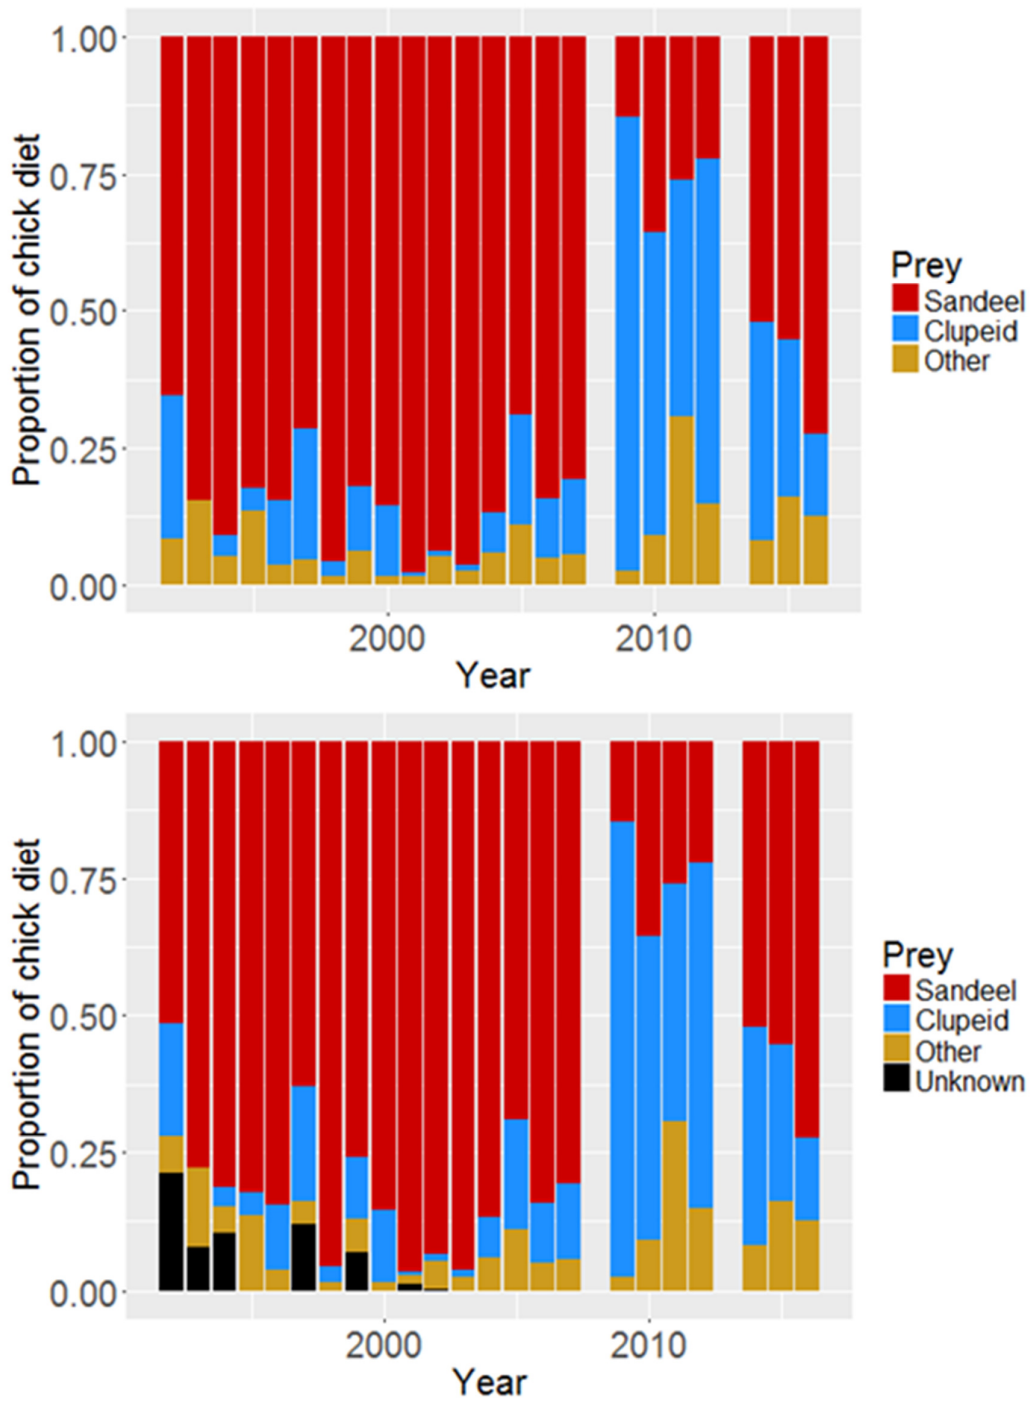 Proportion of chick diet
1.00
0.75
0.50
0.25
0.00
2000 2010
Year
Prey
Sandeel
Clupeid
Other
Proportion of chick diet
1.00
0.75
0.50
0.25
0.00
2000 2010
Year
Prey
Sandeel
Clupeid
Other
Unknown